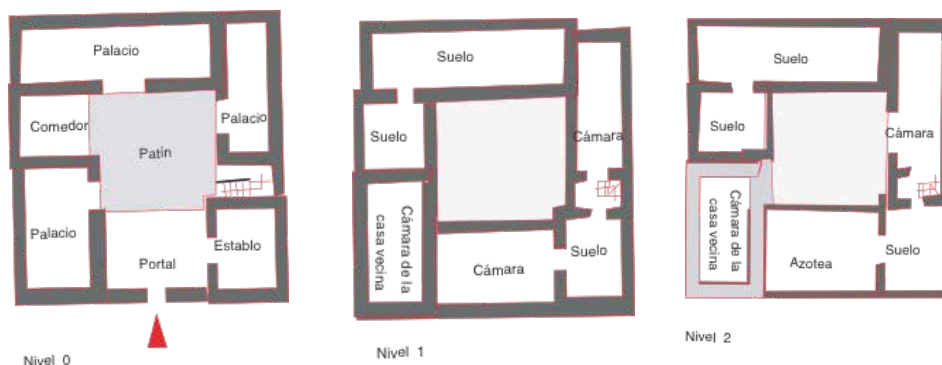 Palacio
Comedor
Palacio
Patín
Palacio
Establo
Portal
Nivel 0
Suelo
Suelo
Cámara
Cámara de la
casa vecina
Cámara
Suelo
Nivel 1
Suelo
Suelo
Cámara
Cámara de la
casa vecina
Azotea
Suelo
Nivel 2